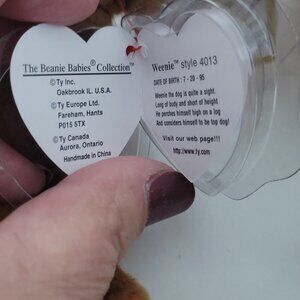 The Beanie Babies® Collection™
©Ty Inc.
Oakbrook IL. U.S.A.
©Ty Europe Ltd.
Fareham, Hants
PO15 5TX
©Ty Canada
Aurora, Ontario
Handmade in China
Weenie™ style 4013
DATE OF BIRTH : 7 - 20 - 95
Weenie the dog is quite a sight.
Long of body and short of height
He perches himself high on a log
And considers himself to be top dog!
Visit our web page!!!
http://www.ty.com